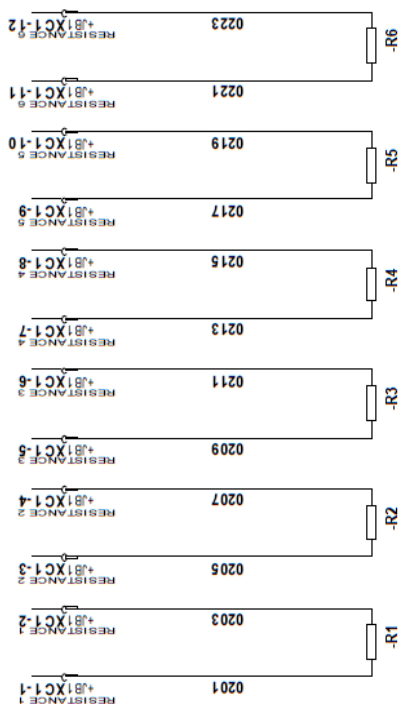 RESISTANCE 1
+JB1XC1-1
0201
-R1
RESISTANCE 1
+JB1XC1-2
0203
RESISTANCE 2
+JB1XC1-3
0205
-R2
RESISTANCE 2
+JB1XC1-4
0207
RESISTANCE 3
+JB1XC1-5
0209
-R3
RESISTANCE 3
+JB1XC1-6
0211
RESISTANCE 4
+JB1XC1-7
0213
-R4
RESISTANCE 4
+JB1XC1-8
0215
RESISTANCE 5
+JB1XC1-9
0217
-R5
RESISTANCE 5
+JB1XC1-10
0219
RESISTANCE 6
+JB1XC1-11
0221
-R6
RESISTANCE 6
+JB1XC1-12
0223